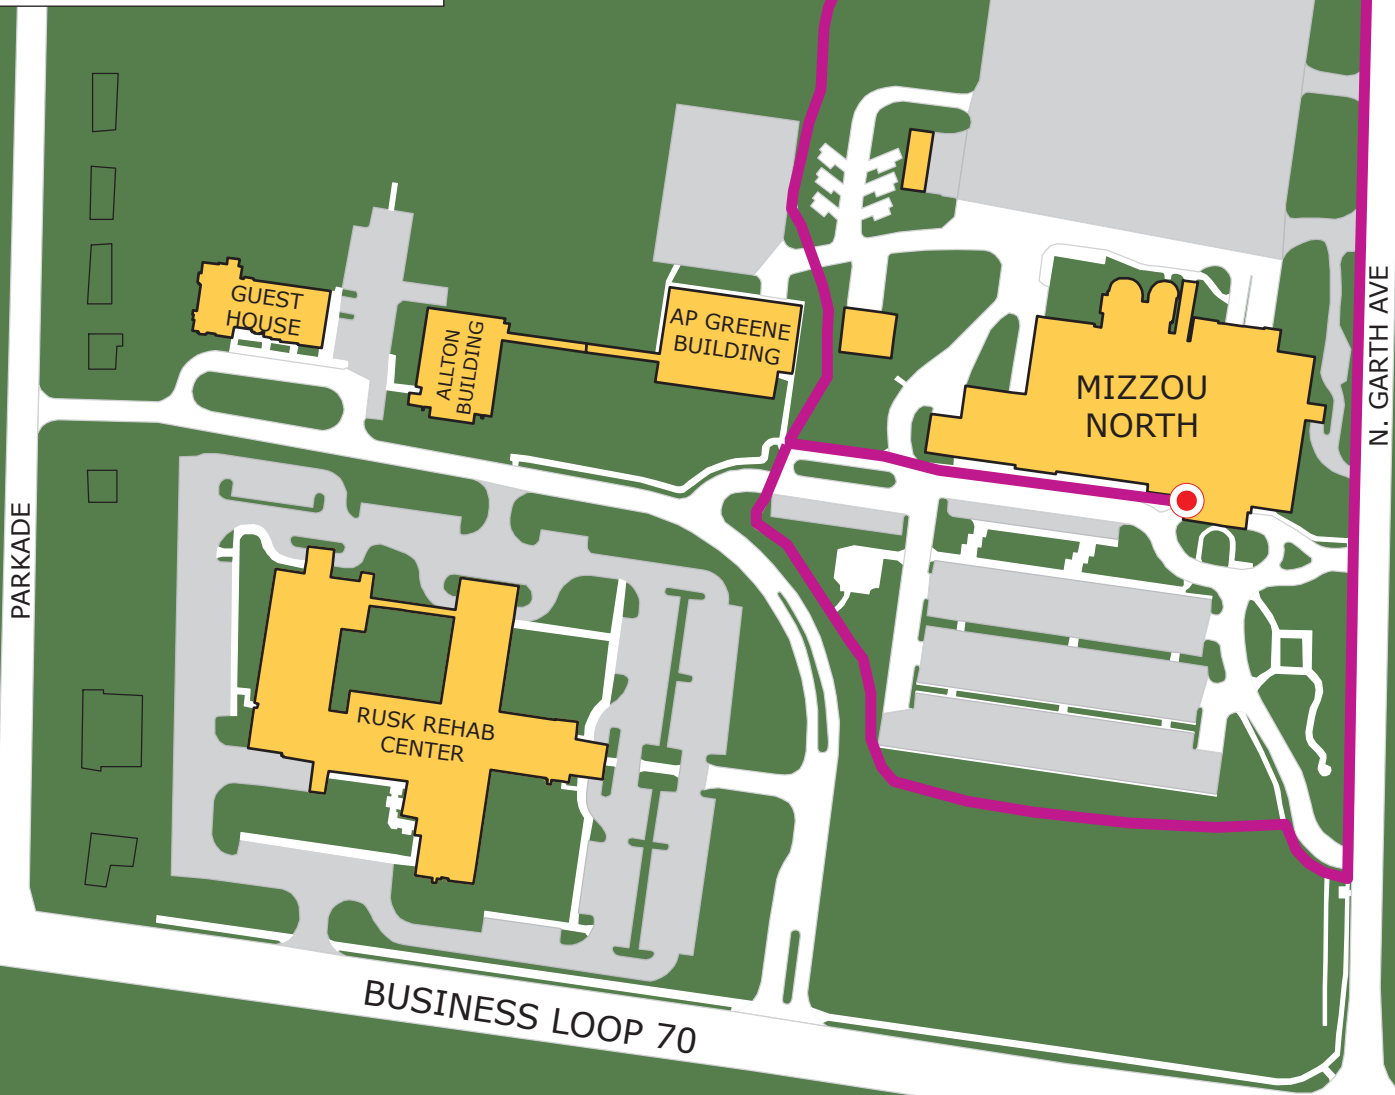 GUEST
HOUSE
ALLTON
BUILDING
AP GREENE
BUILDING
MIZZOU
NORTH
N. GARTH AVE
PARKADE
RUSK REHAB
CENTER
BUSINESS LOOP 70